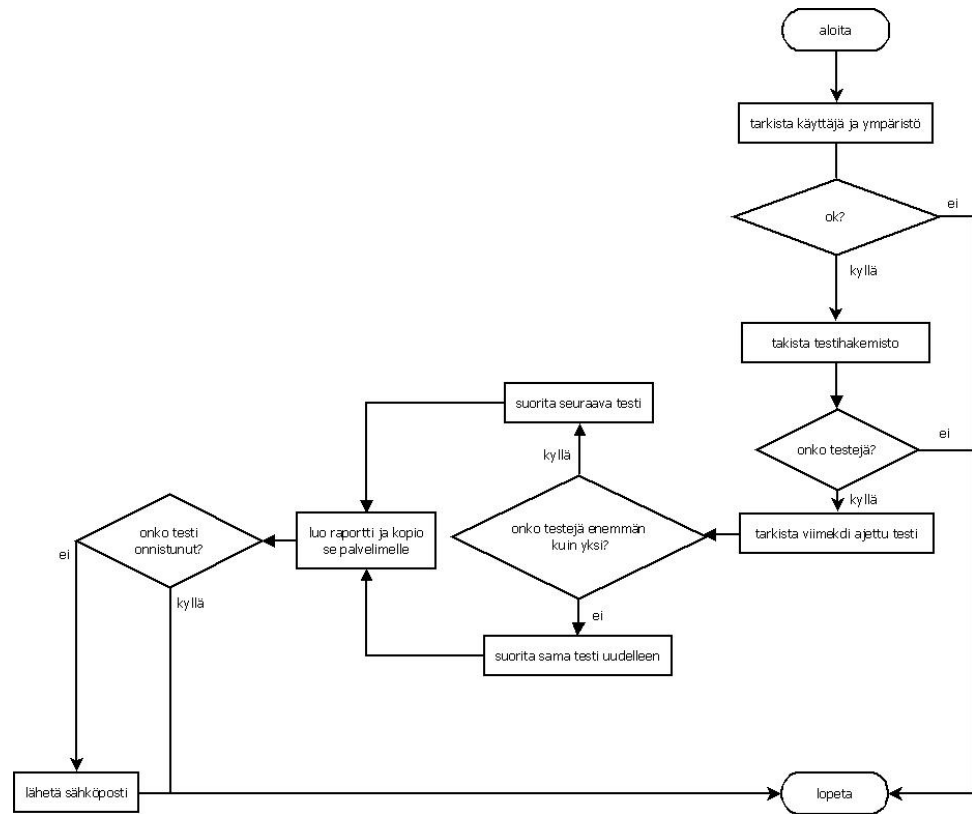 aloita
tarkista käyttäjä ja ympäristö
ok?
ei
kyllä
takista testihakemisto
onko testejä?
ei
kyllä
tarkista viimekdi ajettu testi
onko testejä enemmän
kuin yksi?
kyllä
suorita seuraava testi
ei
suorita sama testi uudelleen
luo raportti ja kopio
se palvelimelle
onko testi
onnistunut?
ei
kyllä
lähetä sähköposti
lopeta